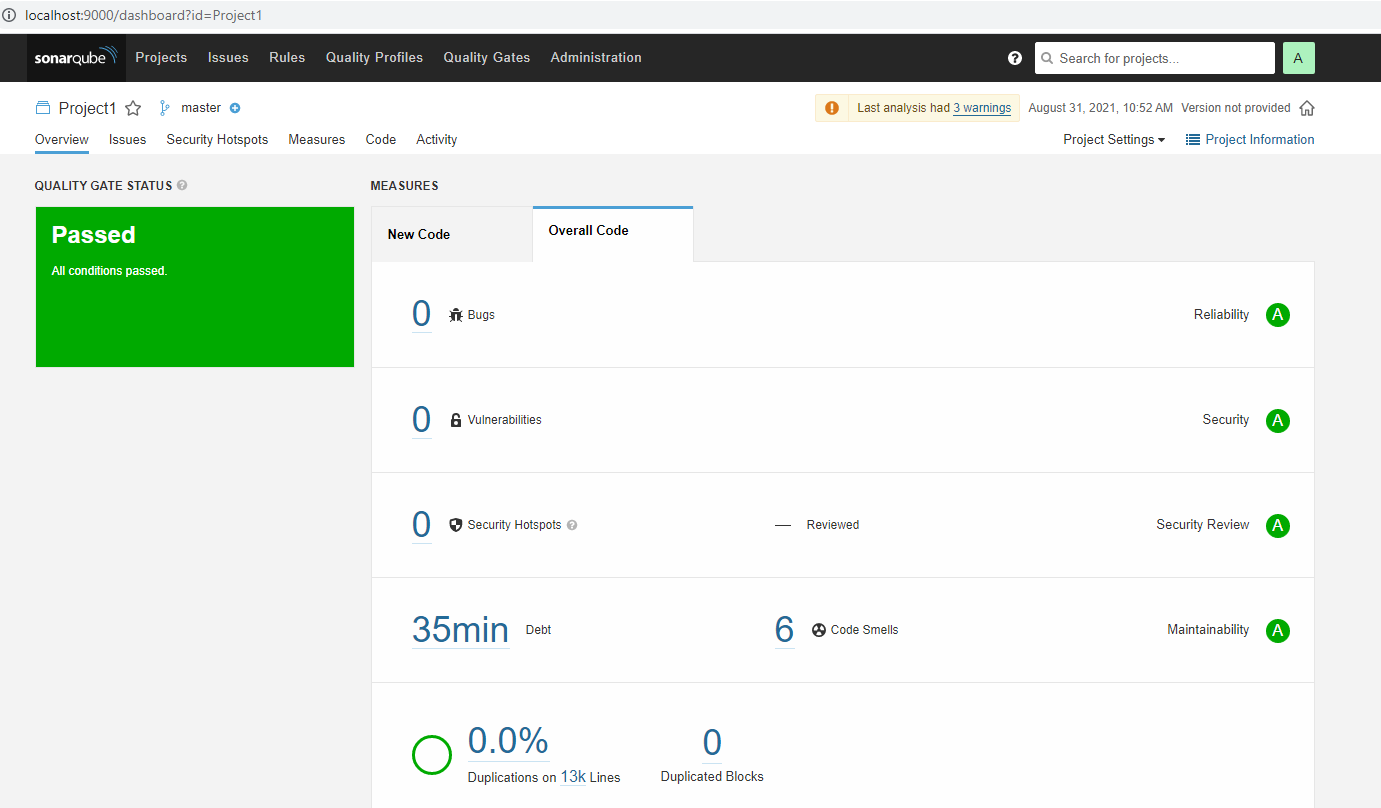 localhost:9000/dashboard?id=Project1
sonarqube Projects Issues Rules Quality Profiles Quality Gates Administration ? Search for projects... A
Project1 master Last analysis had 3 warnings August 31, 2021, 10:52 AM Version not provided
Overview Issues Security Hotspots Measures Code Activity Project Settings Project Information
QUALITY GATE STATUS ? MEASURES
Passed
All conditions passed.
New Code Overall Code
0 Bugs Reliability A
0 Vulnerabilities Security A
0 Security Hotspots ? — Reviewed Security Review A
35min Debt 6 Code Smells Maintainability A
0.0% 0
Duplications on 13k Lines Duplicated Blocks